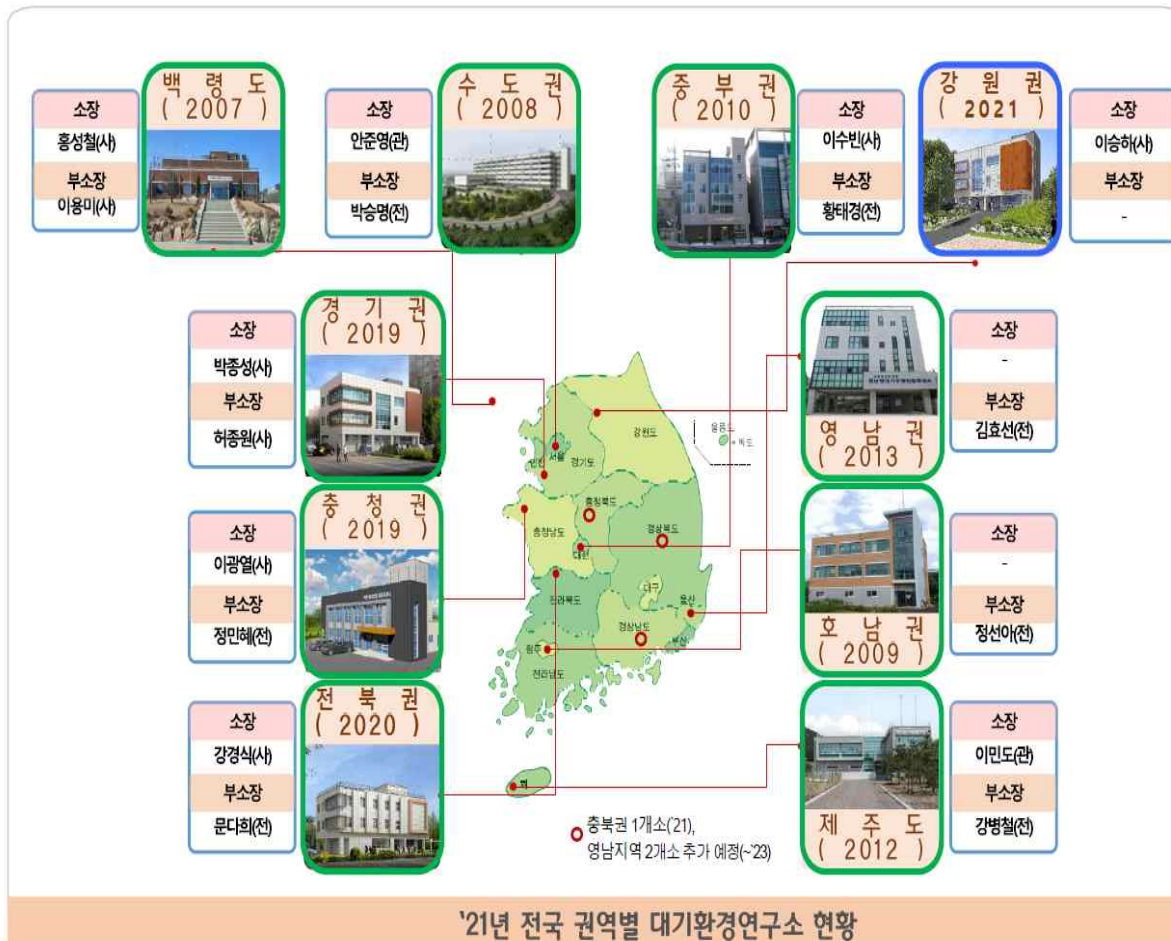 백령도
( 2007 )
소장
홍성철(사)
부소장
이용미(사)
수도권
( 2008 )
소장
안준영(관)
부소장
박승명(전)
중부권
( 2010 )
소장
이수빈(사)
부소장
황태경(전)
강원권
( 2021 )
소장
이승하(사)
부소장
-
경기권
( 2019 )
소장
박종성(사)
부소장
허종원(사)
영남권
( 2013 )
소장
-
부소장
김효선(전)
충청권
( 2019 )
소장
이광열(사)
부소장
정민혜(전)
호남권
( 2009 )
소장
-
부소장
정선아(전)
전북권
( 2020 )
소장
강경식(사)
부소장
문다희(전)
제주도
( 2012 )
소장
이민도(관)
부소장
강병철(전)
강원도
울릉도
독도
서울
인천
경기도
충청북도
충청남도
대전
경상북도
전라북도
대구
울산
경상남도
부산
광주
전라남도
충북권 1개소('21),
영남지역 2개소 추가 예정(~'23)
'21년 전국 권역별 대기환경연구소 현황